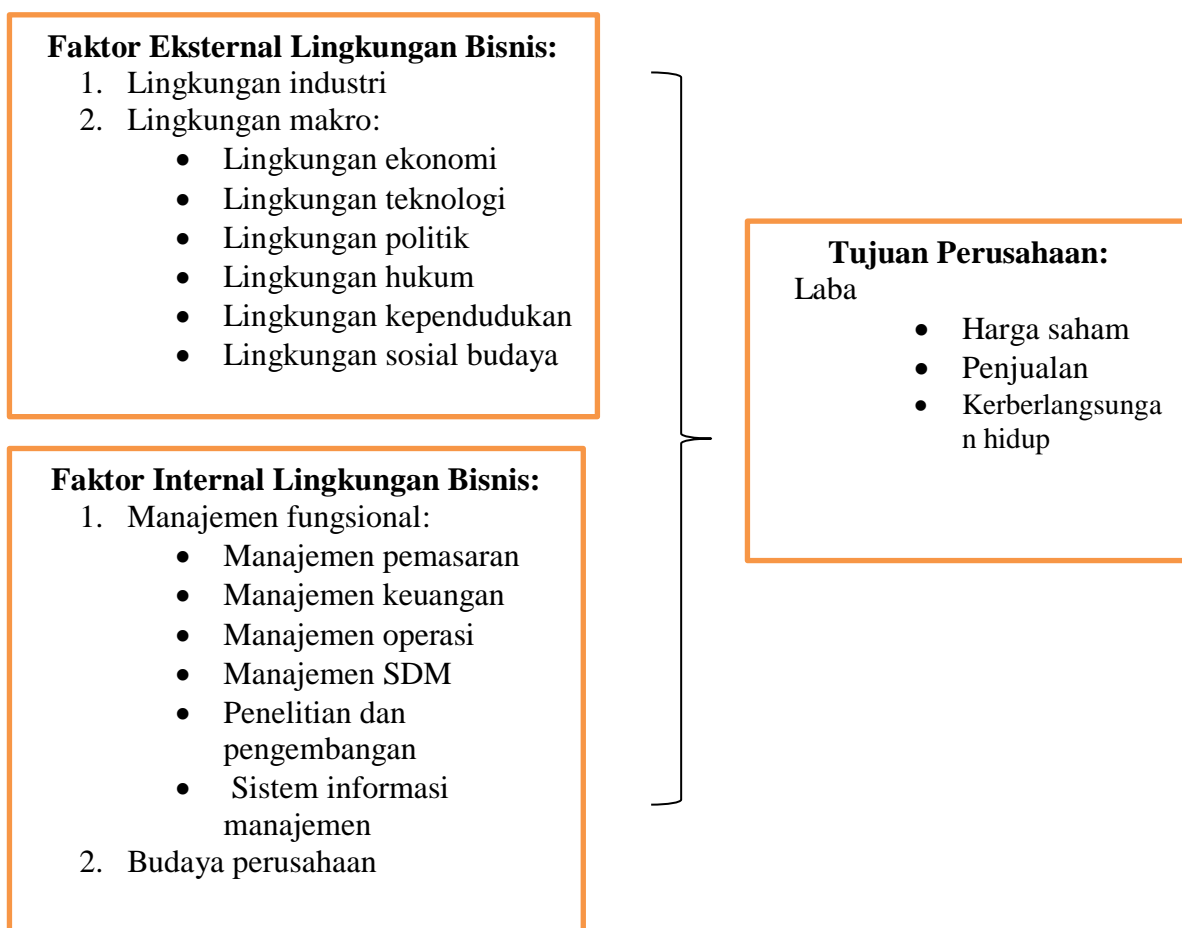 Faktor Eksternal Lingkungan Bisnis:
1. Lingkungan industri
2. Lingkungan makro:
• Lingkungan ekonomi
• Lingkungan teknologi
• Lingkungan politik
• Lingkungan hukum
• Lingkungan kependudukan
• Lingkungan sosial budaya
Faktor Internal Lingkungan Bisnis:
1. Manajemen fungsional:
• Manajemen pemasaran
• Manajemen keuangan
• Manajemen operasi
• Manajemen SDM
• Penelitian dan
pengembangan
• Sistem informasi
manajemen
2. Budaya perusahaan
Tujuan Perusahaan:
Laba
• Harga saham
• Penjualan
• Kerberlangsunga
n hidup